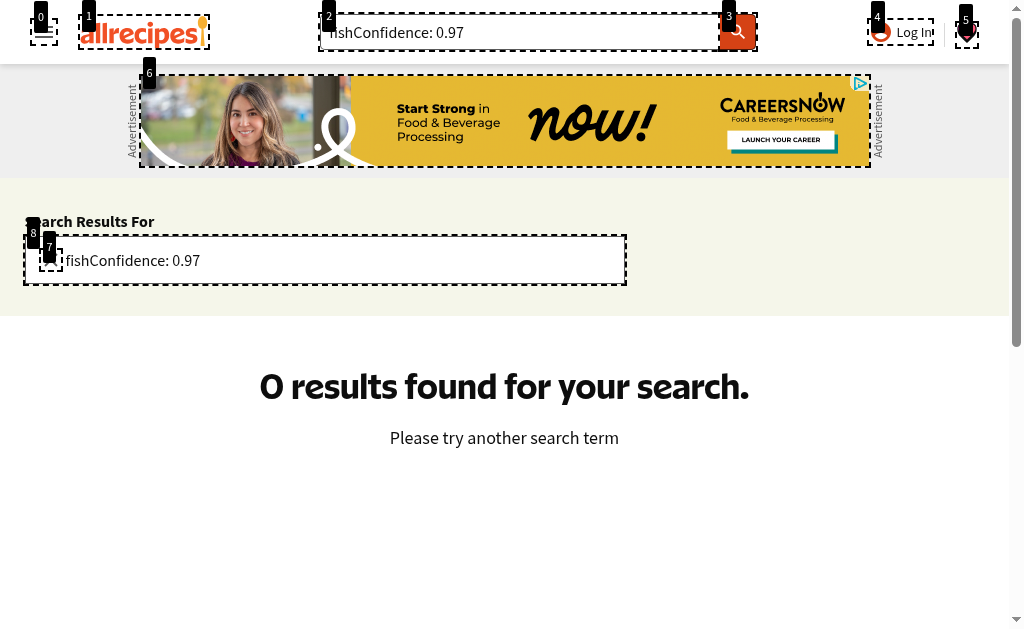 0
1
2
3
4
5
allrecipes
fishConfidence: 0.97
Log In
6
Advertisement
Start Strong in
Food & Beverage
Processing
now!
CAREERSNOW
Food & Beverage Processing
LAUNCH YOUR CAREER
Advertisement
Search Results For
8
7
fishConfidence: 0.97
0 results found for your search.
Please try another search term